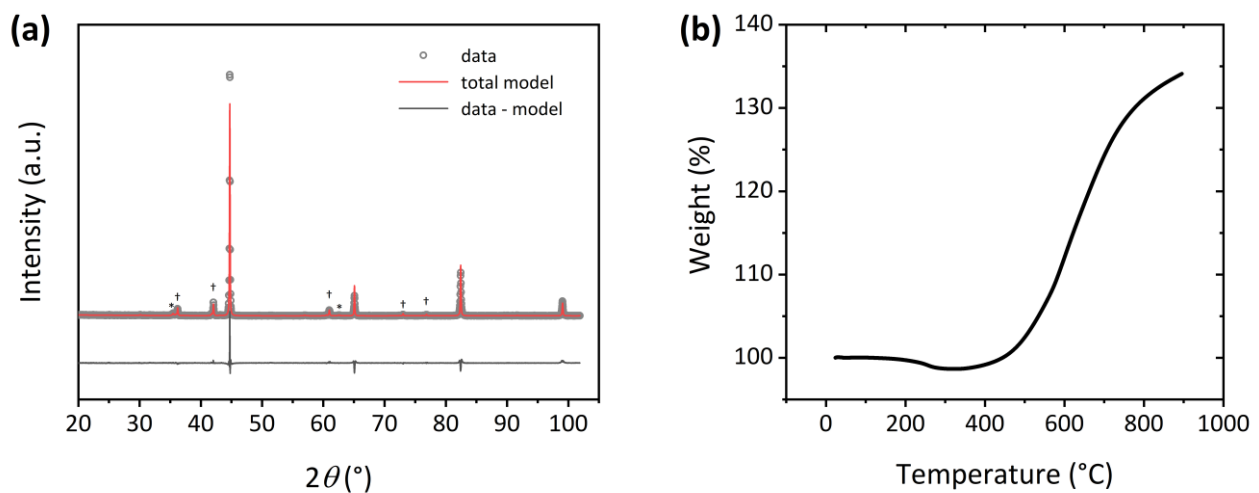 (a)
data
total model
data - model
Intensity (a.u.)
* † † † * † †
20 30 40 50 60 70 80 90 100
2θ (°)
(b)
140
130
120
110
100
Weight (%)
0 200 400 600 800 1000
Temperature (°C)